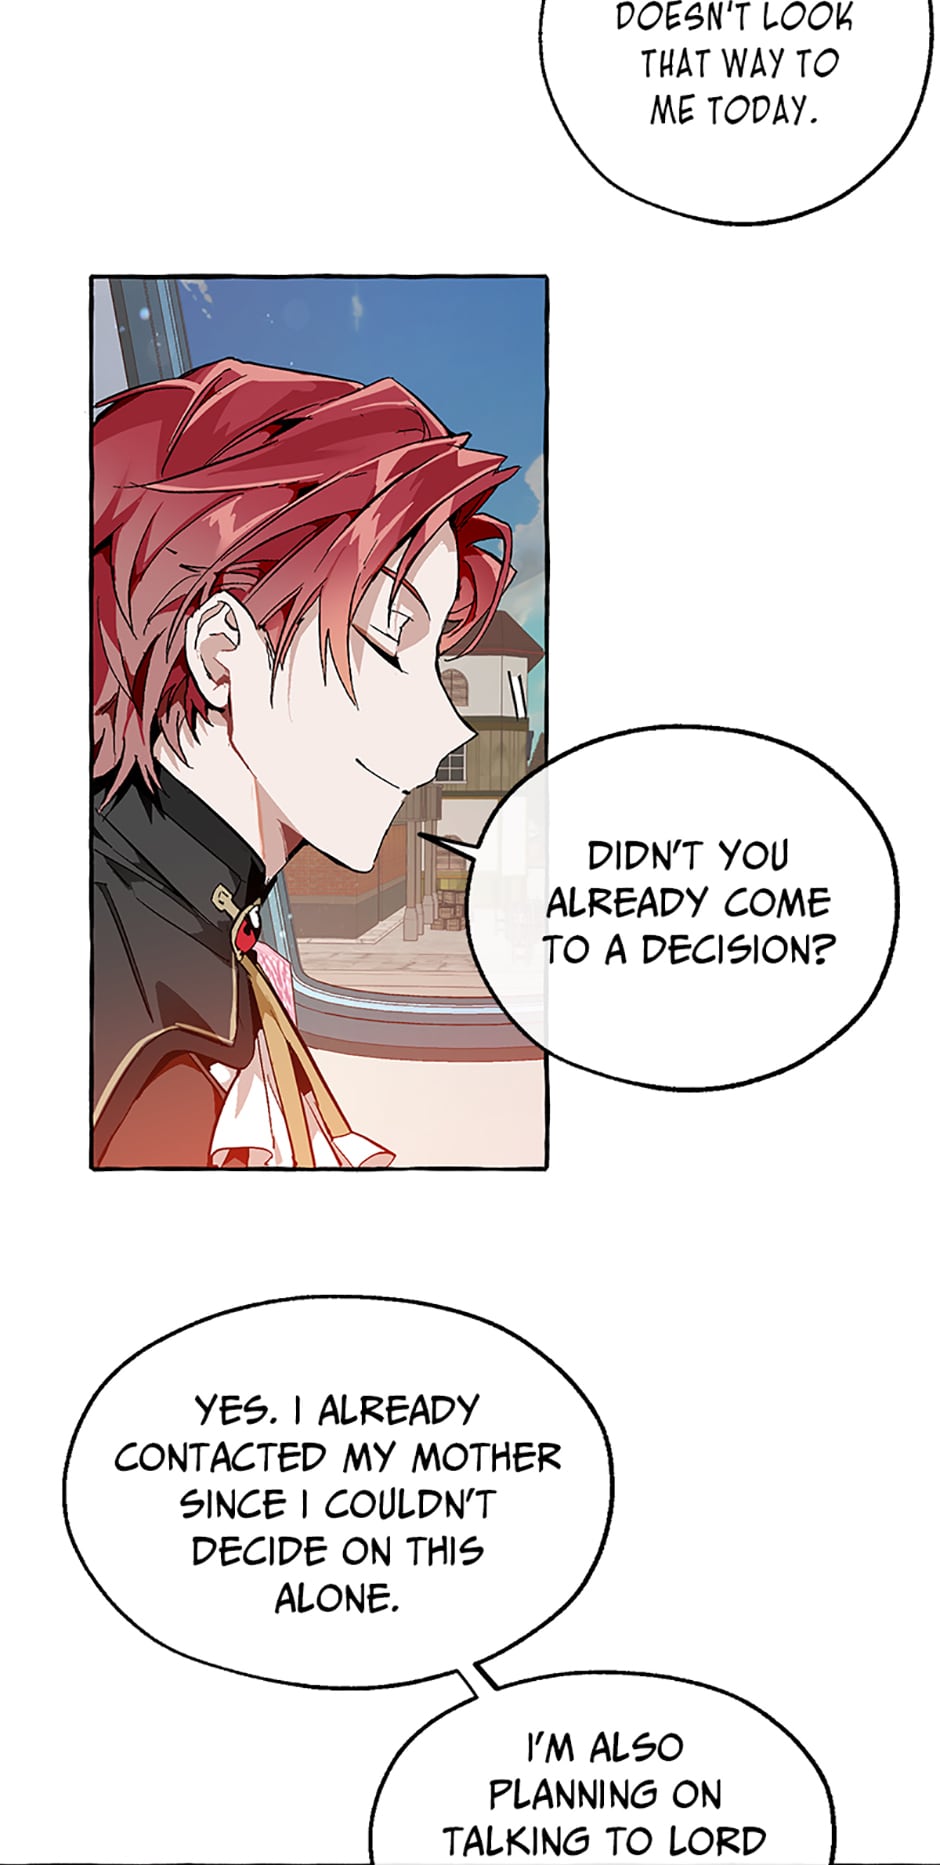 DOESN'T LOOK
THAT WAY TO
ME TODAY.
DIDN'T YOU
ALREADY COME
TO A DECISION?
YES. I ALREADY
CONTACTED MY MOTHER
SINCE I COULDN'T
DECIDE ON THIS
ALONE.
I'M ALSO
PLANNING ON
TALKING TO LORD